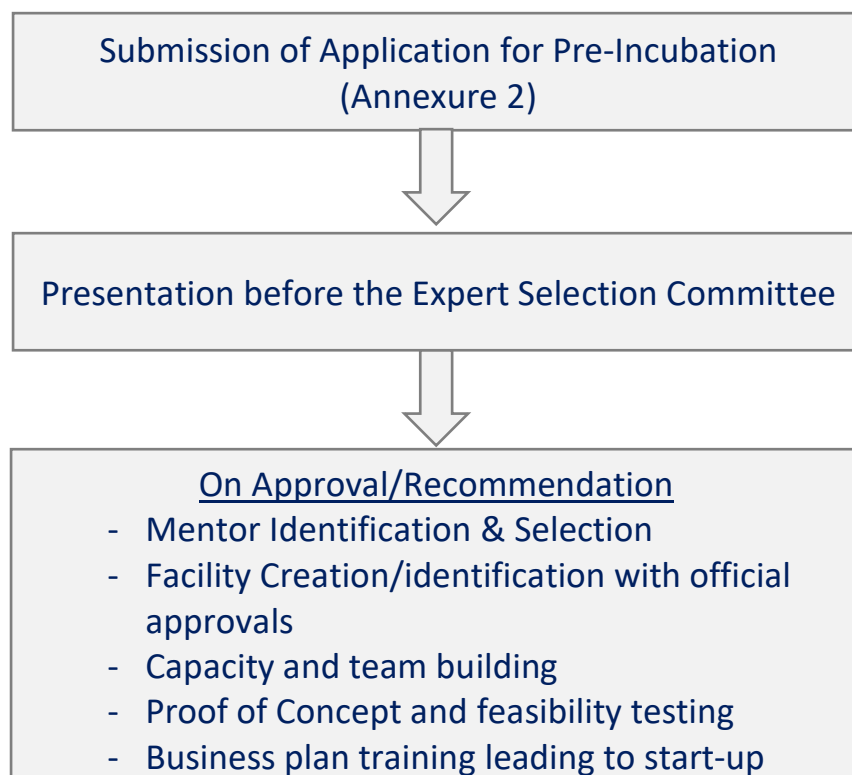 Submission of Application for Pre-Incubation
(Annexure 2)
Presentation before the Expert Selection Committee
On Approval/Recommendation
- Mentor Identification & Selection
- Facility Creation/identification with official
approvals
- Capacity and team building
- Proof of Concept and feasibility testing
- Business plan training leading to start-up